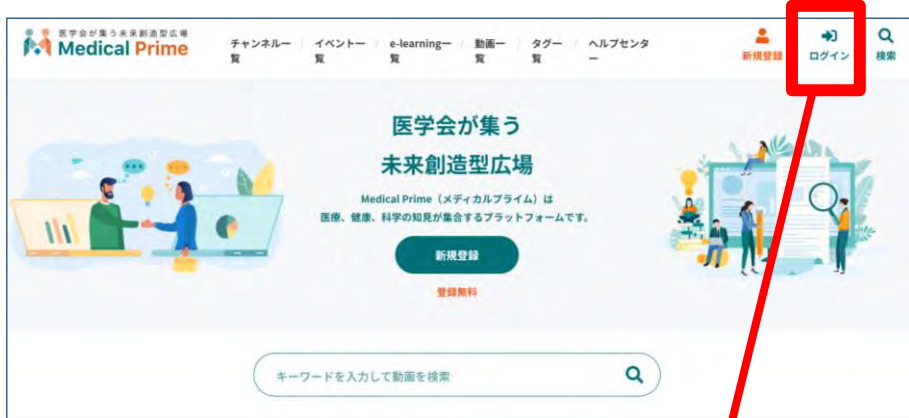 医学会が集う未来創造型広場
Medical Prime
チャンネル一
覧
イベント一
覧
e-learning一
覧
動画一
覧
タグ一
覧
ヘルプセンタ
ー
新規登録
ログイン
検索
医学会が集う
未来創造型広場
Medical Prime（メディカルプライム）は
医療、健康、科学の知見が集合するプラットフォームです。
新規登録
登録無料
キーワードを入力して動画を検索